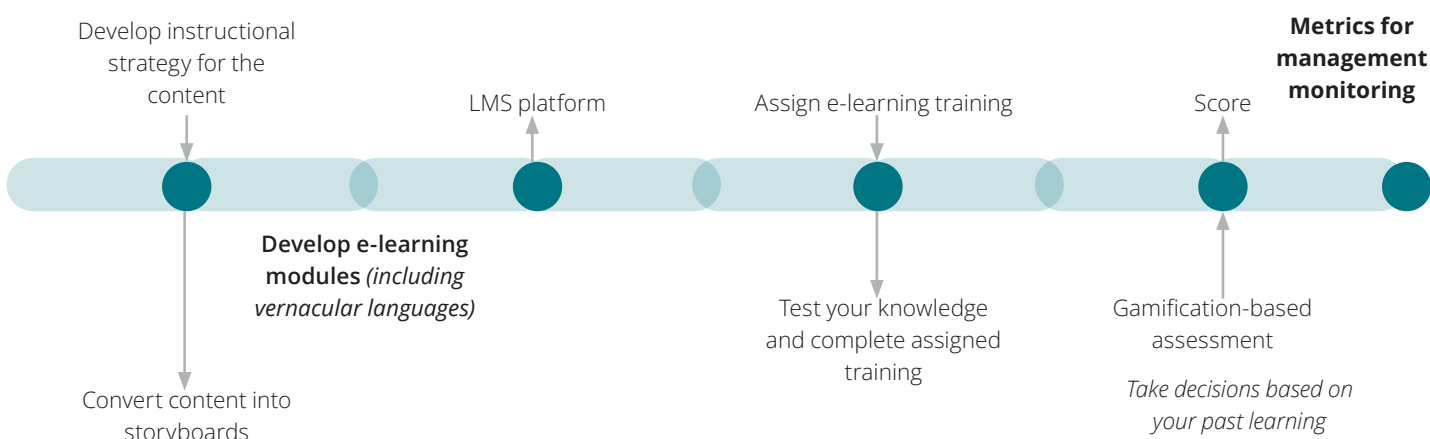 Develop instructional
strategy for the
content
LMS platform
Assign e-learning training
Score
Metrics for
management
monitoring
Develop e-learning
modules (including
vernacular languages)
Convert content into
storyboards
Test your knowledge
and complete assigned
training
Gamification-based
assessment
Take decisions based on
your past learning